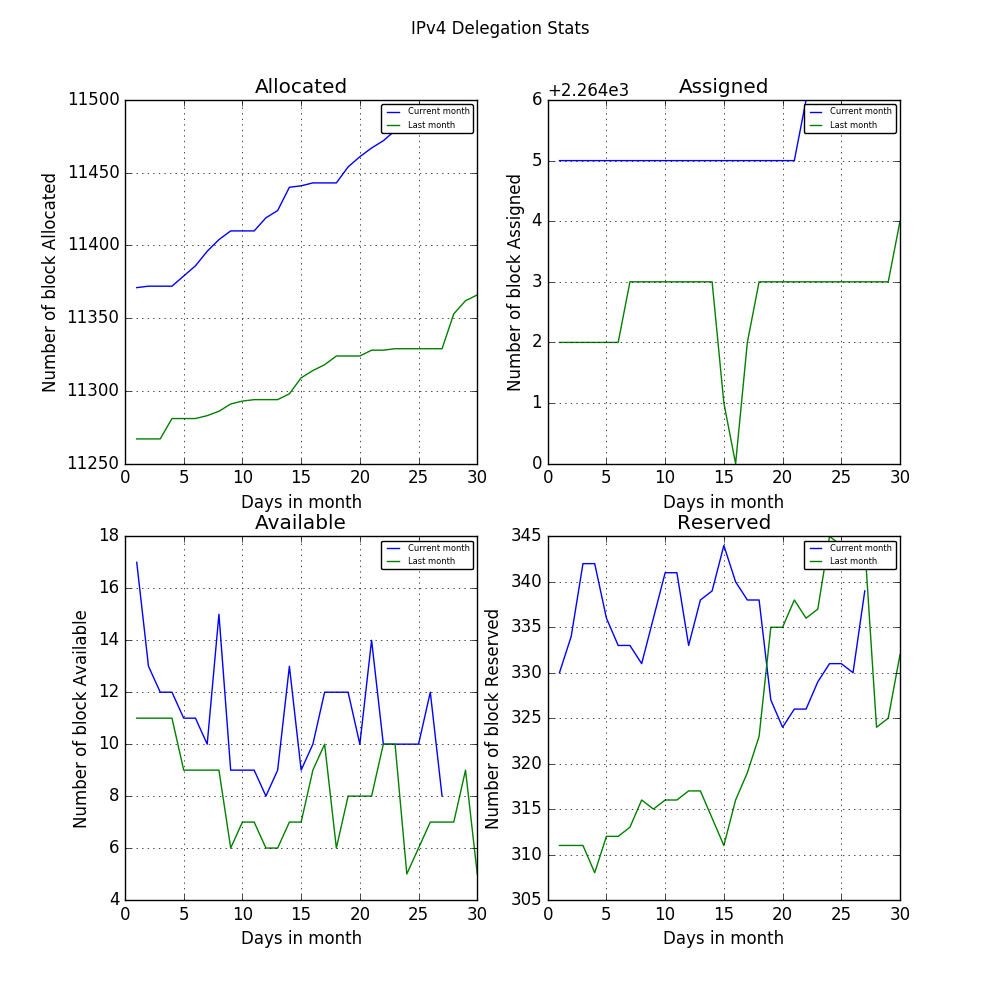 IPv4 Delegation Stats
Allocated
11500
11450
11400
11350
11300
11250
Number of block Allocated
Current month
Last month
0 5 10 15 20 25 30
Days in month
Assigned
+2.264e3
6
5
4
3
2
1
0
Number of block Assigned
Current month
Last month
0 5 10 15 20 25 30
Days in month
Available
18
16
14
12
10
8
6
4
Number of block Available
Current month
Last month
0 5 10 15 20 25 30
Days in month
Reserved
345
340
335
330
325
320
315
310
305
Number of block Reserved
Current month
Last month
0 5 10 15 20 25 30
Days in month